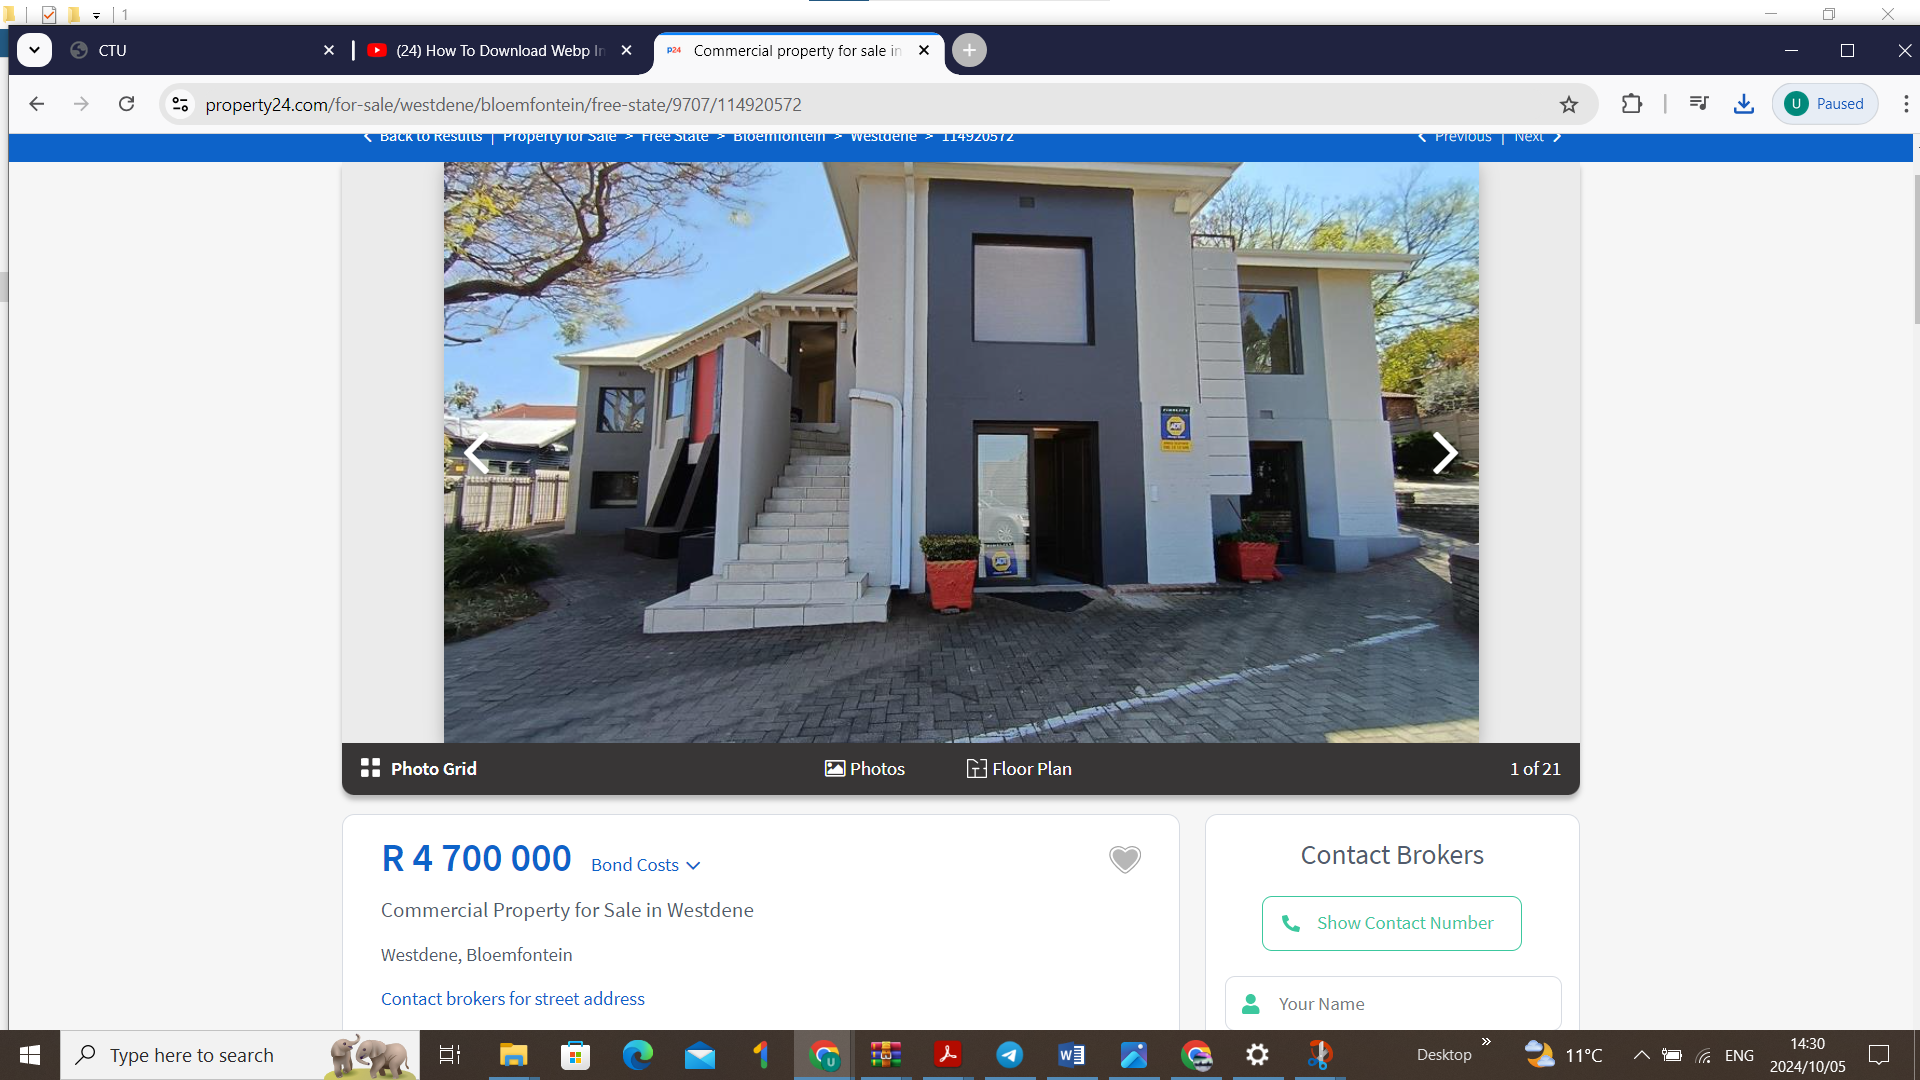 1
CTU
(24) How To Download Webp In
P24 Commercial property for sale in
property24.com/for-sale/westdene/bloemfontein/free-state/9707/114920572
U Paused
Back to Results | Property for Sale > Free State > Bloemfontein > Westdene > 114920572
Previous | Next
ADT
ADT
Photo Grid
Photos
Floor Plan
1 of 21
R 4 700 000 Bond Costs
Commercial Property for Sale in Westdene
Westdene, Bloemfontein
Contact brokers for street address
Contact Brokers
Show Contact Number
Your Name
Type here to search
Desktop
11°C
ENG
14:30
2024/10/05